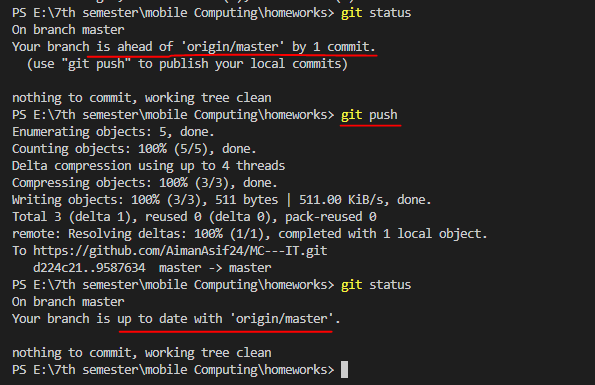 PS E:\7th semester\mobile Computing\homeworks> git status
On branch master
Your branch is ahead of 'origin/master' by 1 commit.
  (use "git push" to publish your local commits)
nothing to commit, working tree clean
PS E:\7th semester\mobile Computing\homeworks> git push
Enumerating objects: 5, done.
Counting objects: 100% (5/5), done.
Delta compression using up to 4 threads
Compressing objects: 100% (3/3), done.
Writing objects: 100% (3/3), 511 bytes | 511.00 KiB/s, done.
Total 3 (delta 1), reused 0 (delta 0), pack-reused 0
remote: Resolving deltas: 100% (1/1), completed with 1 local object.
To https://github.com/AimanAsif24/MC---IT.git
   d224c21..9587634  master -> master
PS E:\7th semester\mobile Computing\homeworks> git status
On branch master
Your branch is up to date with 'origin/master'.
nothing to commit, working tree clean
PS E:\7th semester\mobile Computing\homeworks>